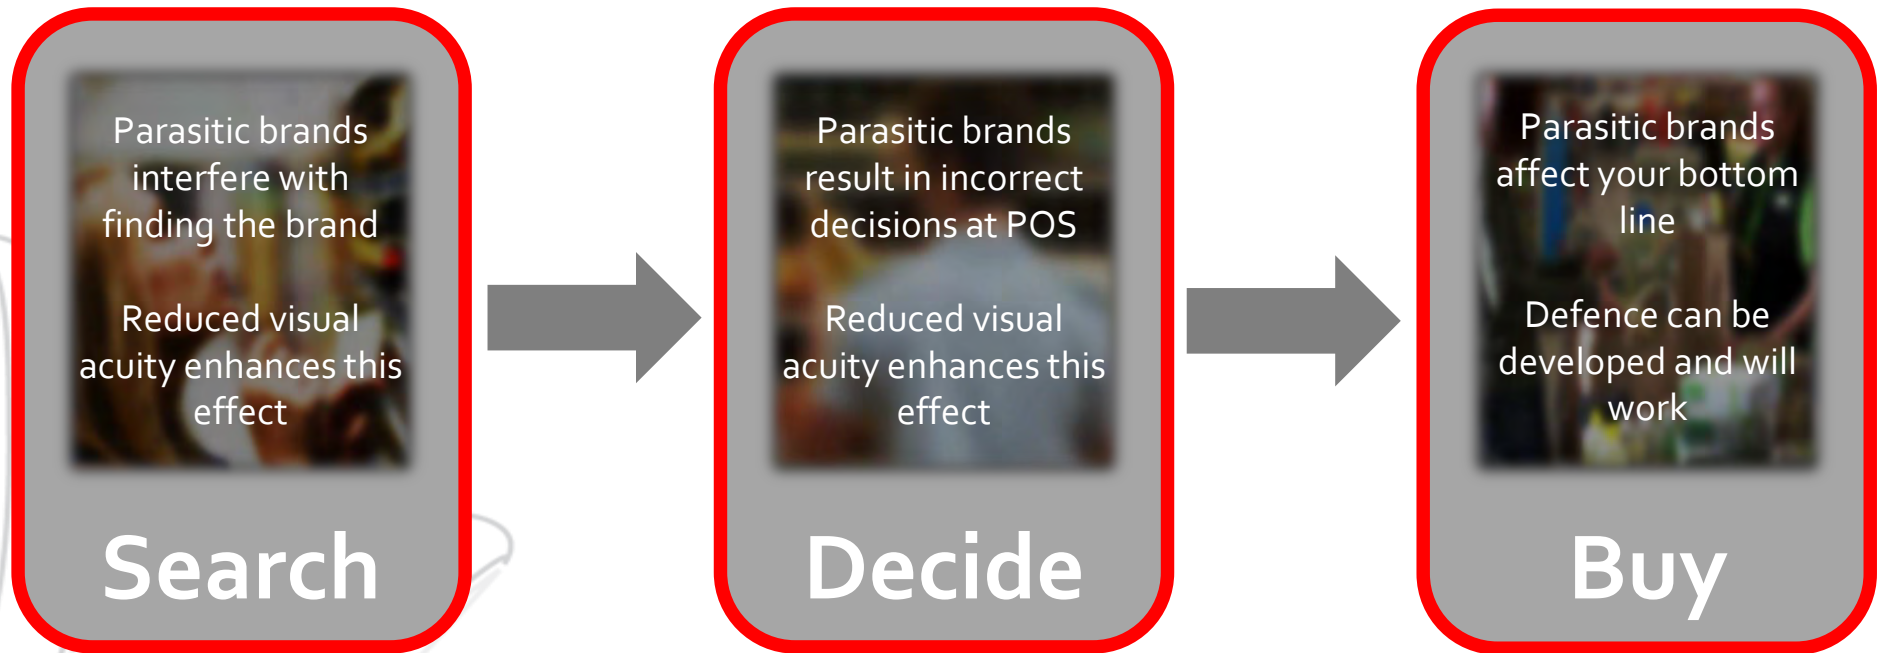 Parasitic brands
interfere with
finding the brand
Reduced visual
acuity enhances this
effect
Search
Parasitic brands
result in incorrect
decisions at POS
Reduced visual
acuity enhances this
effect
Decide
Parasitic brands
affect your bottom
line
Defence can be
developed and will
work
Buy